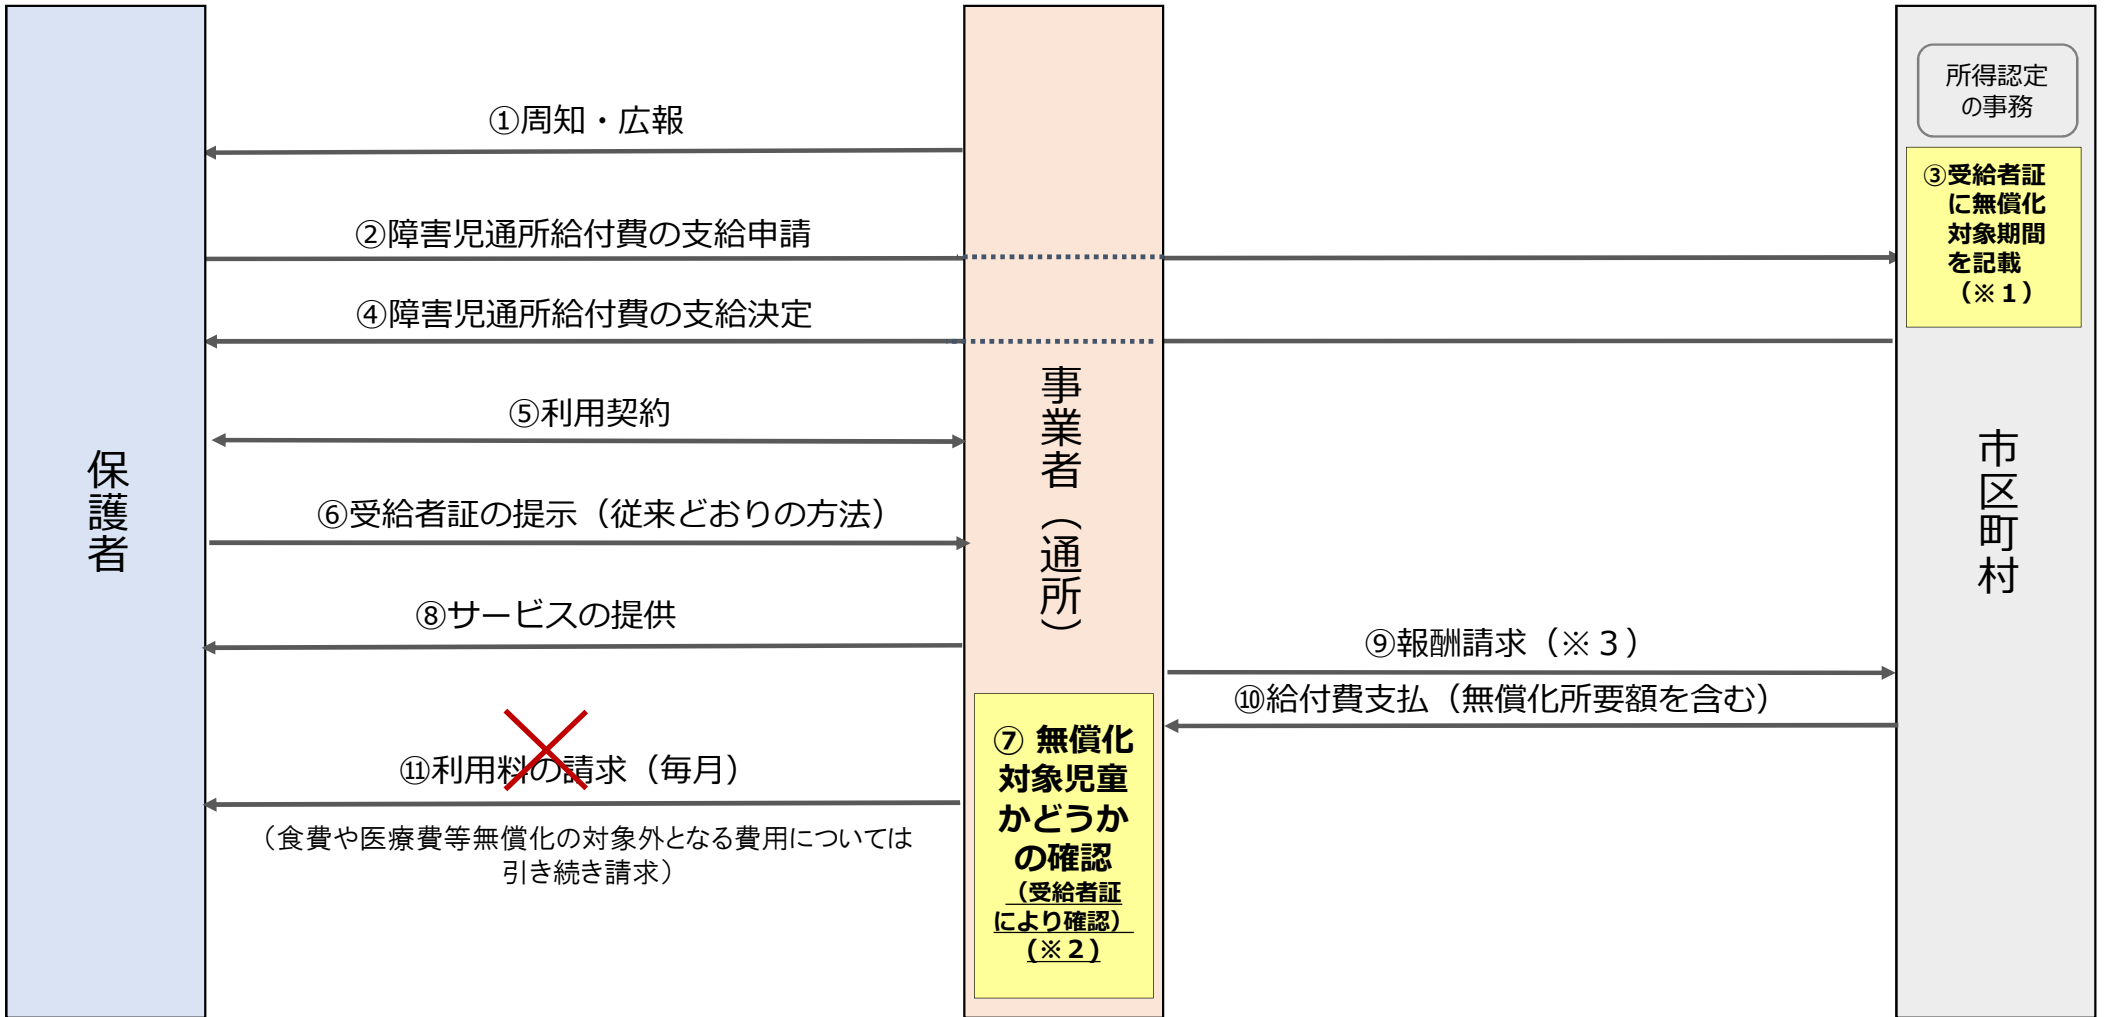 所得認定
の事務
①周知・広報
③受給者証
に無償化
対象期間
を記載
（※１）
②障害児通所給付費の支給申請
④障害児通所給付費の支給決定
⑤利用契約
保護者
事業者（通所）
市区町村
⑥受給者証の提示（従来どおりの方法）
⑧サービスの提供
⑨報酬請求（※３）
⑩給付費支払（無償化所要額を含む）
⑦ 無償化
対象児童
かどうか
の確認
（受給者証
により確認）
(※２)
⑪利用料の請求（毎月）
（食費や医療費等無償化の対象外となる費用については
引き続き請求）